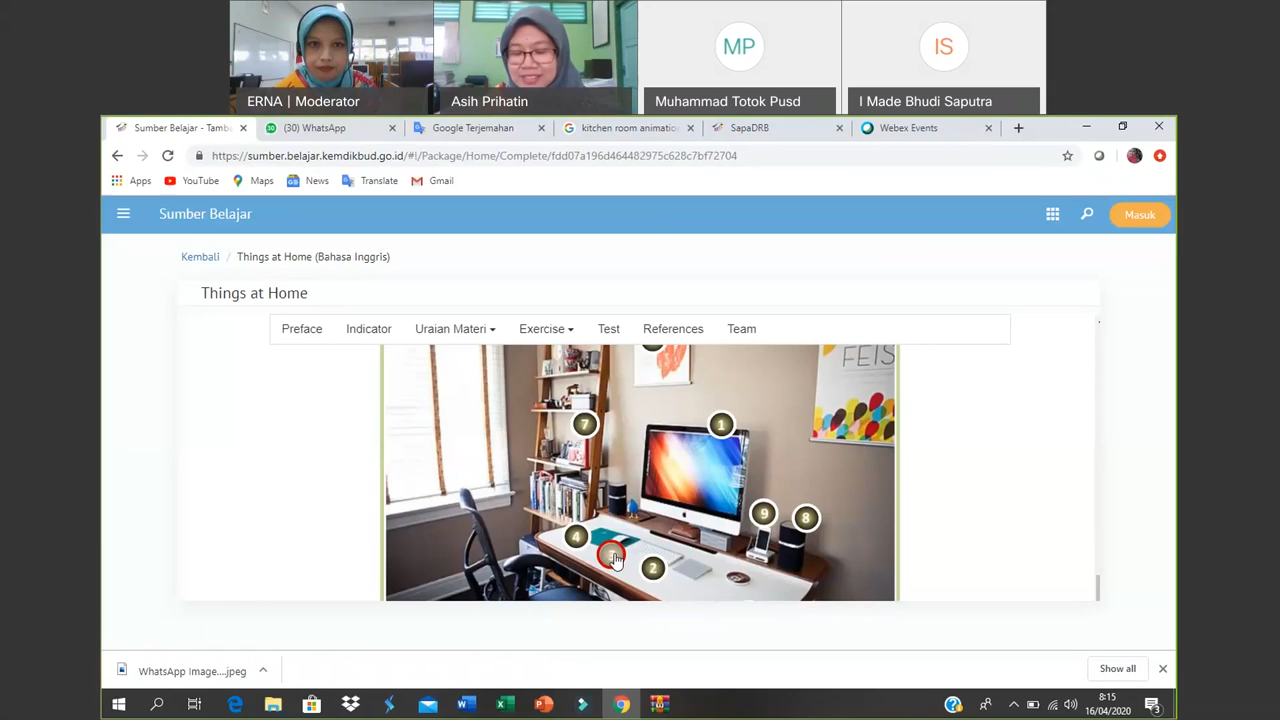 MP
IS
ERNA | Moderator
Asih Prihatin
Muhammad Totok Pusd
I Made Bhudi Saputra
Sumber Belajar - Tamba
(30) WhatsApp
Google Terjemahan
kitchen room animatio
SapaDRB
Webex Events
https://sumber.belajar.kemdikbud.go.id/#!/Package/Home/Complete/fdd07a196d464482975c628c7bf72704
Apps
YouTube
Maps
News
Translate
Gmail
Sumber Belajar
Masuk
Kembali / Things at Home (Bahasa Inggris)
Things at Home
Preface
Indicator
Uraian Materi
Exercise
Test
References
Team
FEIS
7
1
9
8
4
2
WhatsApp Image....jpeg
Show all
8:15
16/04/2020
3